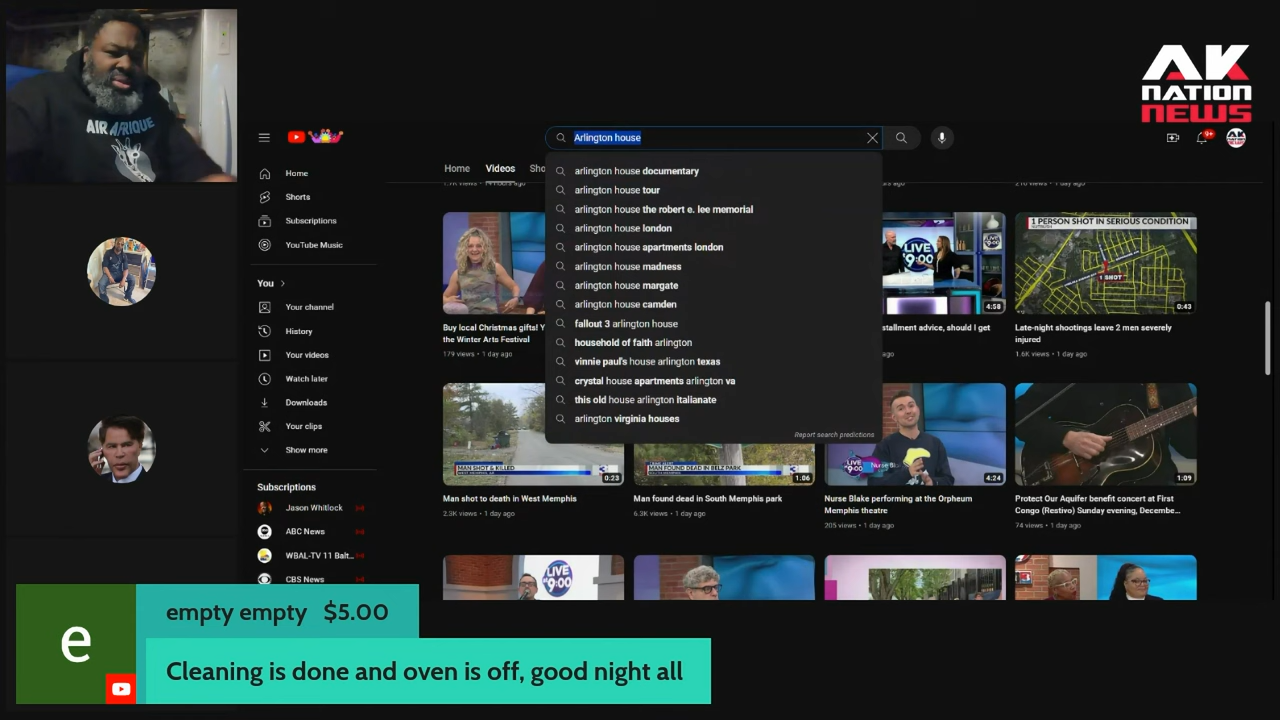 AIR AFRIQUE
AK
NATION
NEWS
Arlington house
Home
Videos
Sho
Home
Shorts
Subscriptions
YouTube Music
You
Your channel
History
Your videos
Watch later
Downloads
Your clips
Show more
Subscriptions
Jason Whitlock
ABC News
WBAL-TV 11 Balt...
CBS News
9+
arlington house documentary
arlington house tour
arlington house the robert e. lee memorial
arlington house london
arlington house apartments london
arlington house madness
arlington house margate
arlington house camden
fallout 3 arlington house
household of faith arlington
vinnie paul's house arlington texas
crystal house apartments arlington va
this old house arlington italianate
arlington virginia houses
Report search predictions
LIVE
9:00
4:58
1 PERSON SHOT IN SERIOUS CONDITION
1 SHOT
0:43
Buy local Christmas gifts! Y
the Winter Arts Festival
179 views • 1 day ago
stallment advice, should I get
ago
Late-night shootings leave 2 men severely
injured
1.6K views • 1 day ago
MAN SHOT & KILLED
0:23
MAN FOUND DEAD IN BELZ PARK
1:06
9:00
4:24
1:09
Man shot to death in West Memphis
2.3K views • 1 day ago
Man found dead in South Memphis park
6.3K views • 1 day ago
Nurse Blake performing at the Orpheum
Memphis theatre
205 views • 1 day ago
Protect Our Aquifer benefit concert at First
Congo (Restivo) Sunday evening, Decembe...
74 views • 1 day ago
LIVE
9:00
e
empty empty $5.00
Cleaning is done and oven is off, good night all